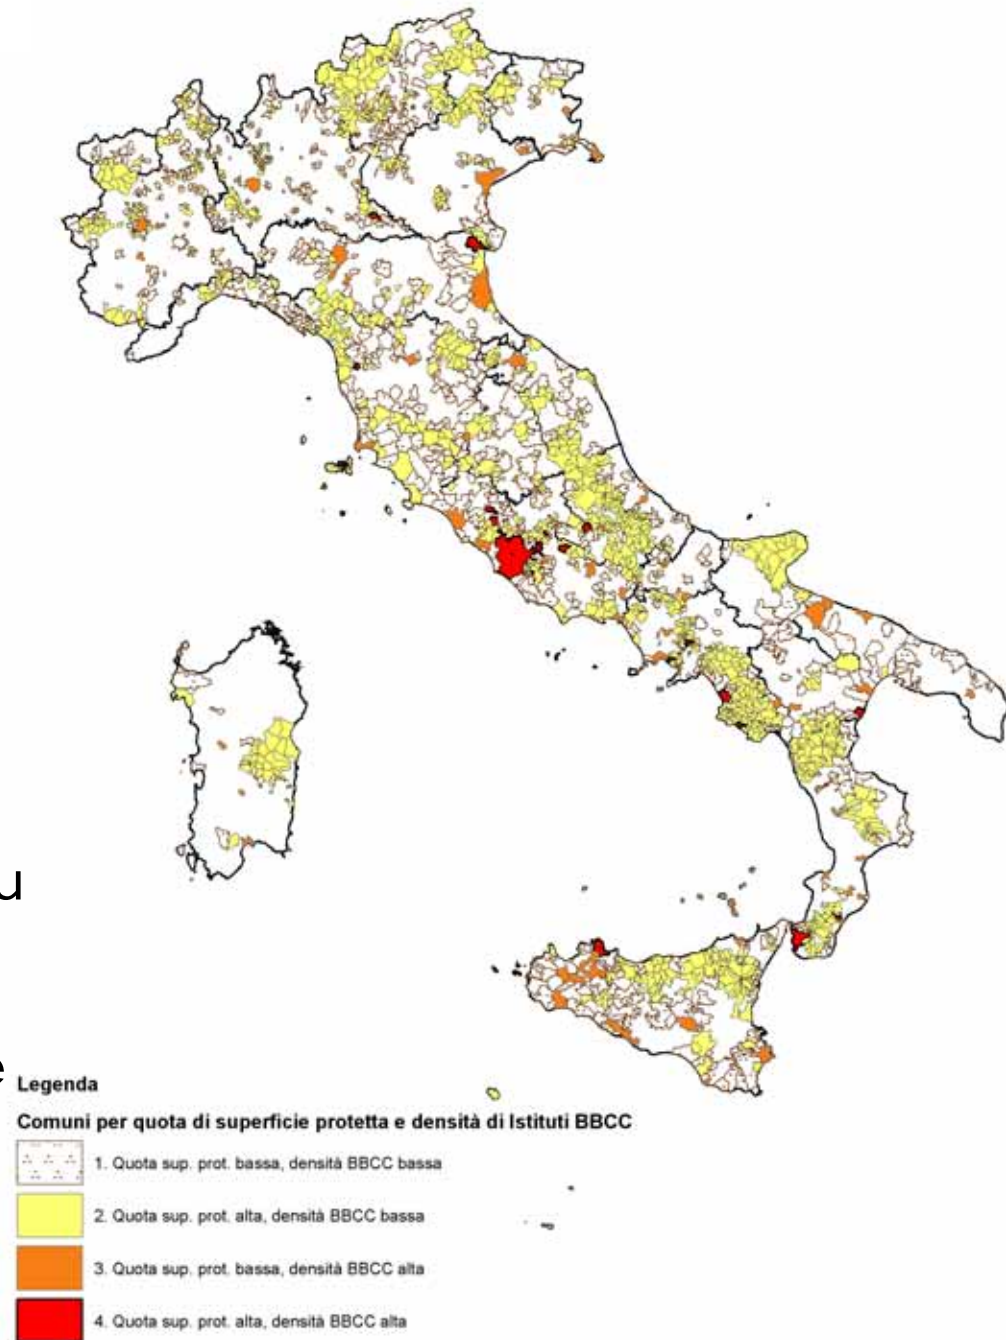 u
e
Legenda
Comuni per quota di superficie protetta e densità di Istituti BBCC
1. Quota sup. prot. bassa, densità BBCC bassa
2. Quota sup. prot. alta, densità BBCC bassa
3. Quota sup. prot. bassa, densità BBCC alta
4. Quota sup. prot. alta, densità BBCC alta